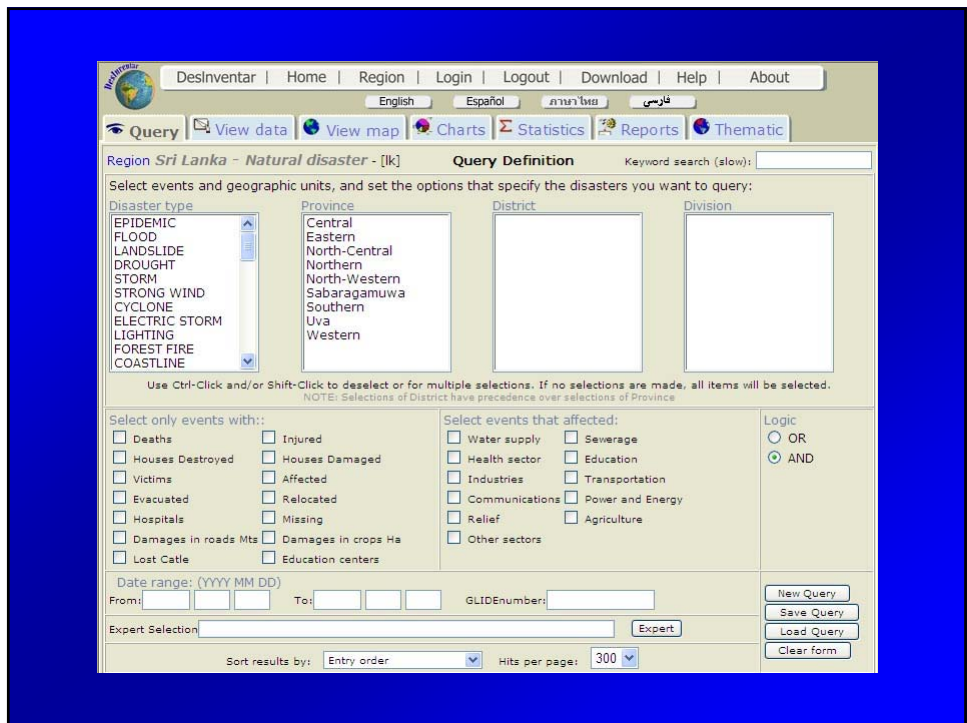 DesInventar
DesInventar | Home | Region | Login | Logout | Download | Help | About
English Español ภาษาไทย فارسی
Query View data View map Charts Σ Statistics Reports Thematic
Region Sri Lanka - Natural disaster - [lk] Query Definition Keyword search (slow):
Select events and geographic units, and set the options that specify the disasters you want to query:
Disaster type Province District Division
EPIDEMIC Central
FLOOD Eastern
LANDSLIDE North-Central
DROUGHT Northern
STORM North-Western
STRONG WIND Sabaragamuwa
CYCLONE Southern
ELECTRIC STORM Uva
LIGHTING Western
FOREST FIRE
COASTLINE
Use Ctrl-Click and/or Shift-Click to deselect or for multiple selections. If no selections are made, all items will be selected.
NOTE: Selections of District have precedence over selections of Province
Select only events with:: Select events that affected: Logic
Deaths Injured Water supply Sewerage OR
Houses Destroyed Houses Damaged Health sector Education AND
Victims Affected Industries Transportation
Evacuated Relocated Communications Power and Energy
Hospitals Missing Relief Agriculture
Damages in roads Mts Damages in crops Ha Other sectors
Lost Catle Education centers
Date range: (YYYY MM DD)
From: To: GLIDEnumber: New Query
Save Query
Expert Selection Expert Load Query
Clear form
Sort results by: Entry order Hits per page: 300